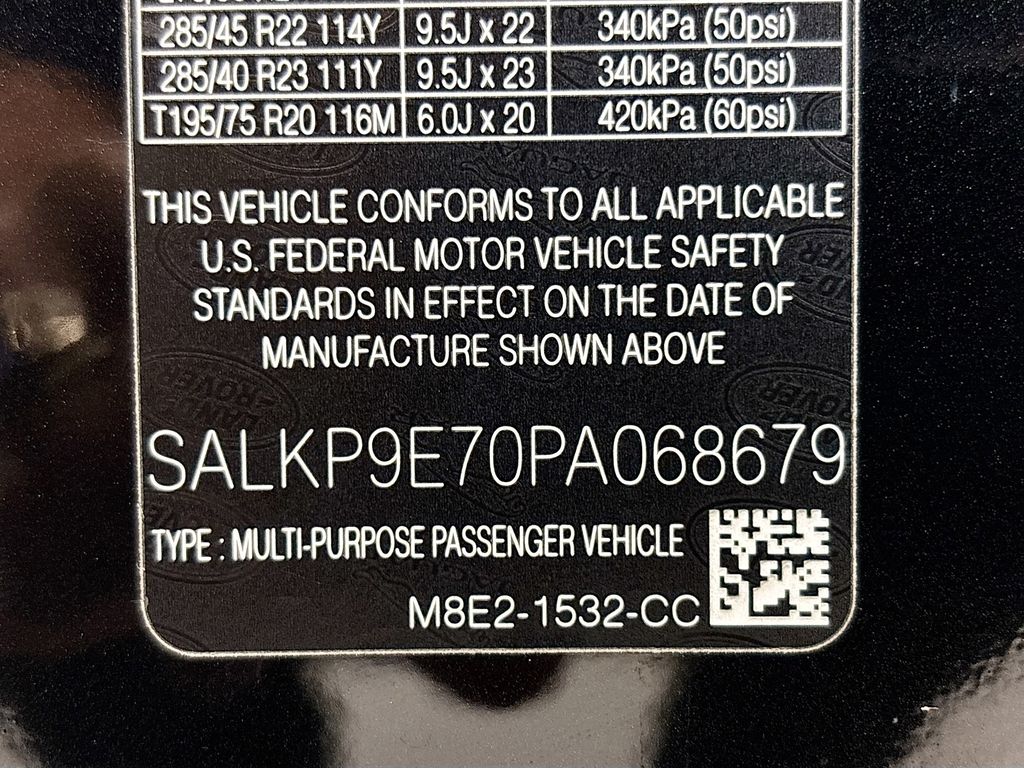 285/45 R22 114Y 9.5J x 22 340kPa (50psi)
285/40 R23 111Y 9.5J x 23 340kPa (50psi)
T195/75 R20 116M 6.0J x 20 420kPa (60psi)
THIS VEHICLE CONFORMS TO ALL APPLICABLE
U.S. FEDERAL MOTOR VEHICLE SAFETY
STANDARDS IN EFFECT ON THE DATE OF
MANUFACTURE SHOWN ABOVE
SALKP9E70PA068679
TYPE : MULTI-PURPOSE PASSENGER VEHICLE
M8E2-1532-CC